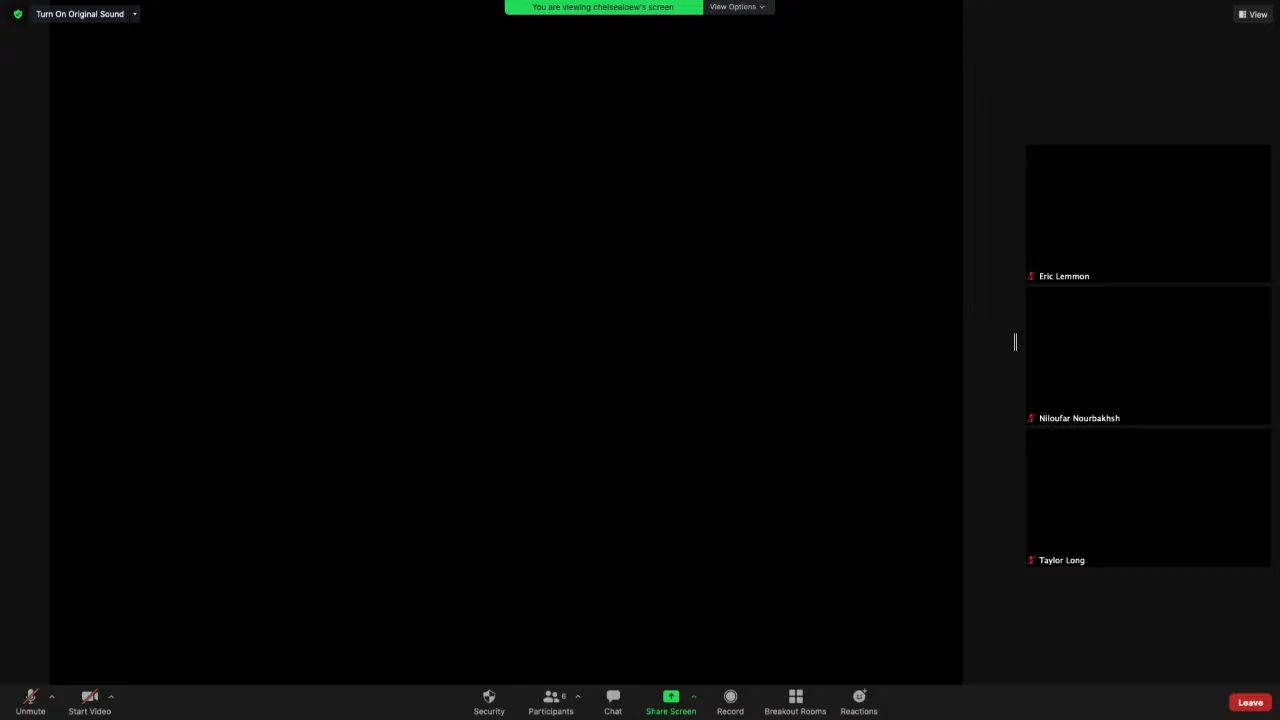 Turn On Original Sound
You are viewing chelsealoew's screen
View Options
View
Eric Lemmon
Niloufar Nourbakhsh
Taylor Long
Unmute
Start Video
Security
6
Participants
Chat
Share Screen
Record
Breakout Rooms
Reactions
Leave